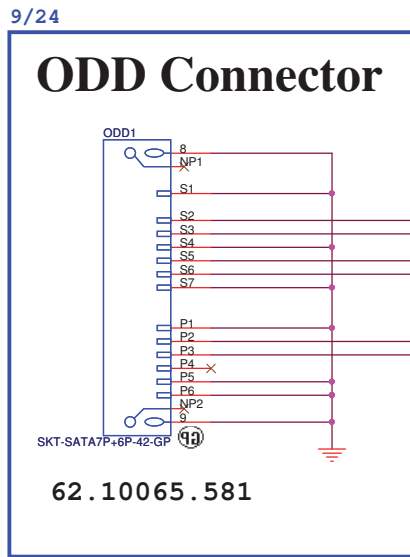 9/24
ODD Connector
ODD1
8
NP1
S1
S2
S3
S4
S5
S6
S7
P1
P2
P3
P4
P5
P6
NP2
9
SKT-SATA7P+6P-42-GP
62.10065.581